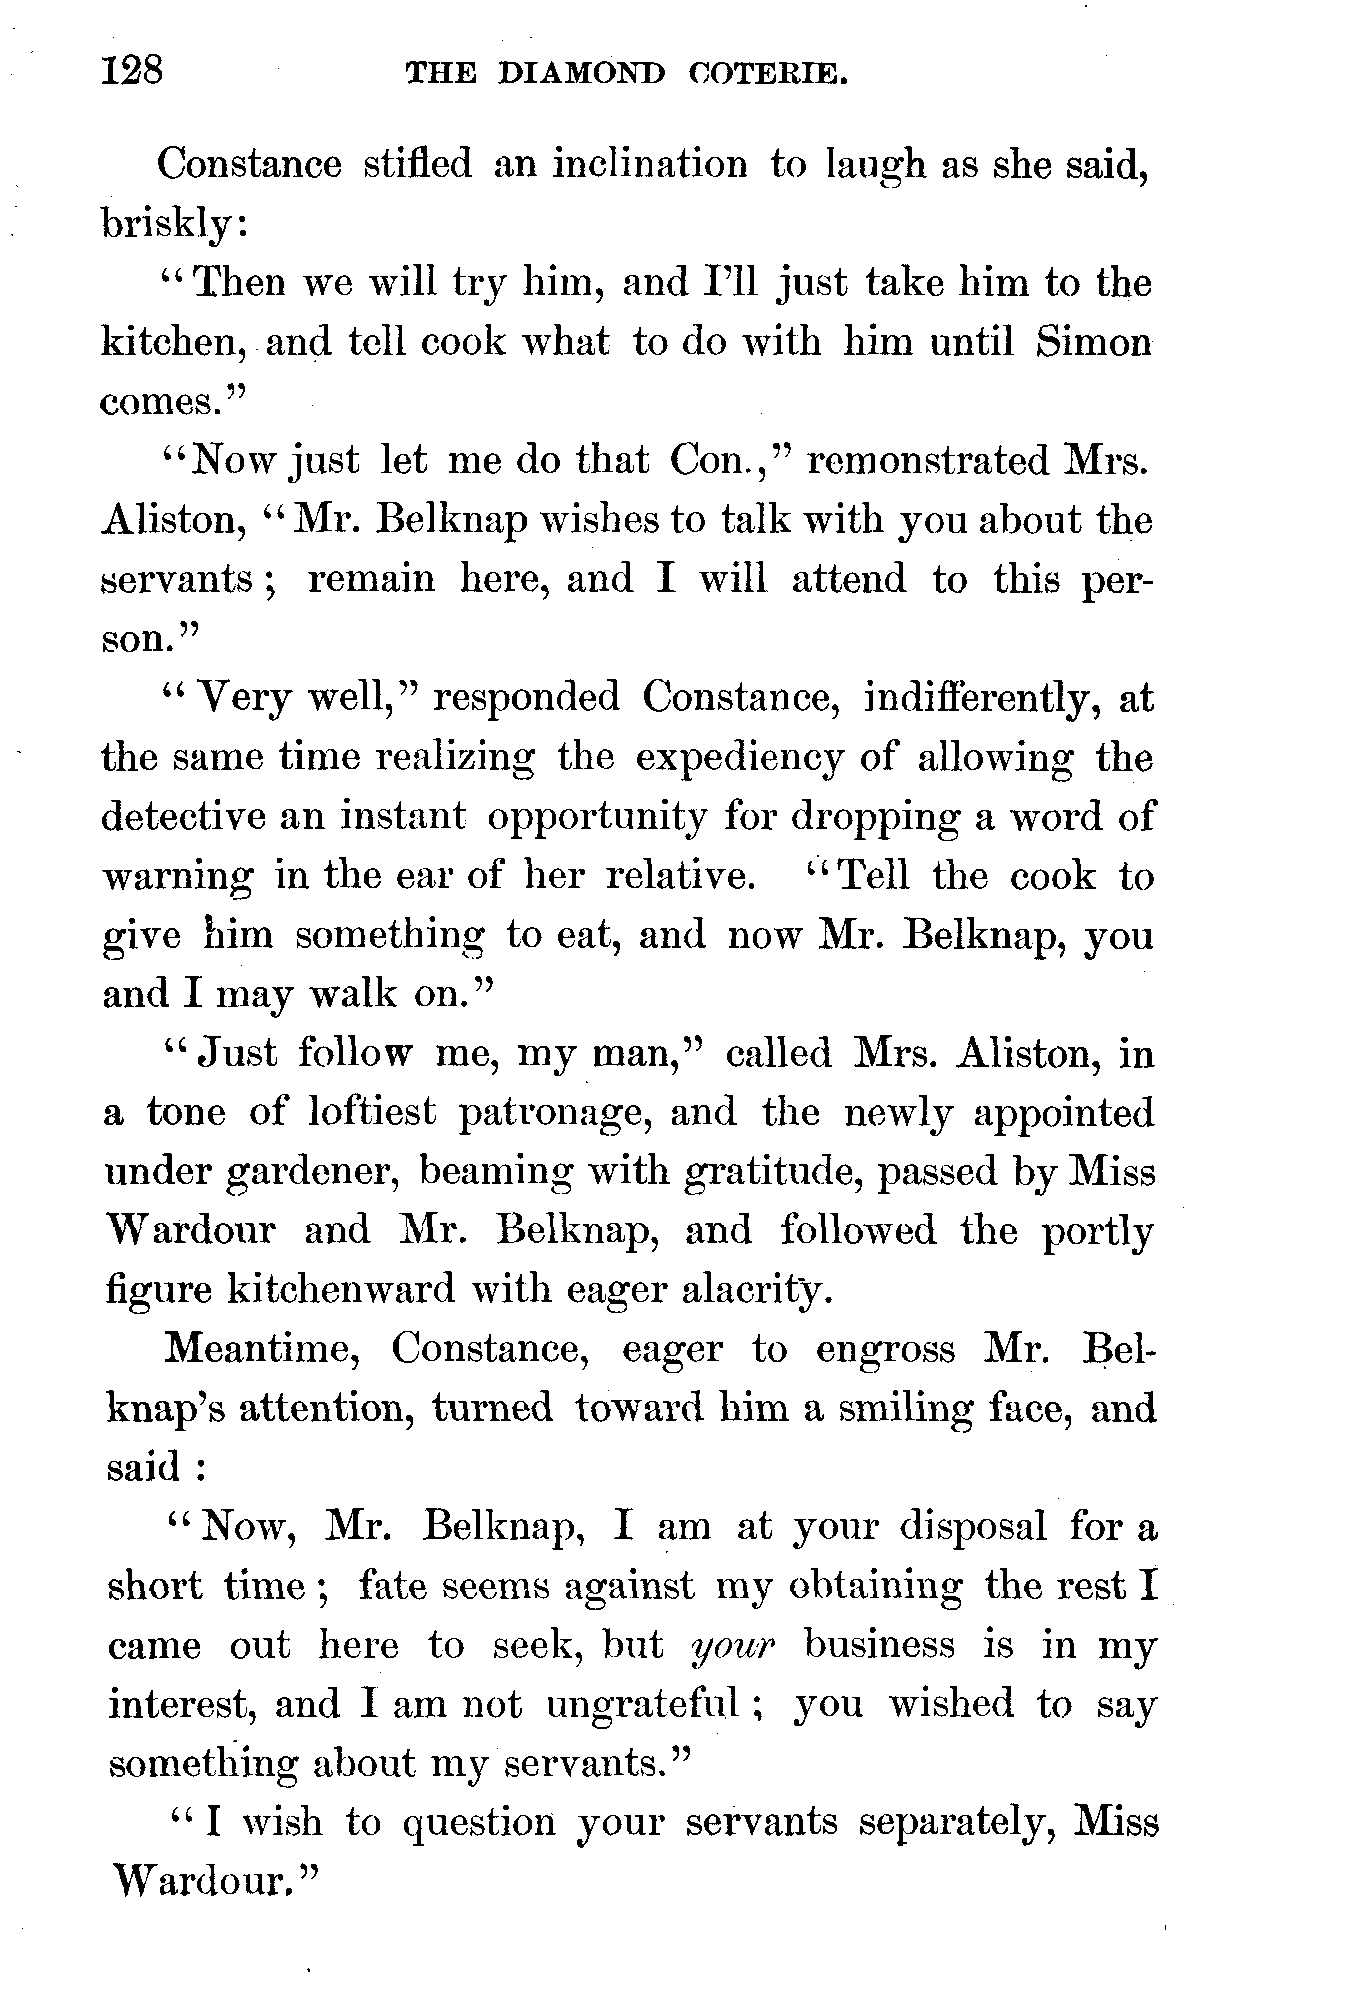 128 THE DIAMOND COTERIE.
Constance stifled an inclination to laugh as she said,
briskly:
“Then we will try him, and I’ll just take him to the
kitchen, and tell cook what to do with him until Simon
comes.”
“Now just let me do that Con.,” remonstrated Mrs.
Aliston, “Mr. Belknap wishes to talk with you about the
servants ; remain here, and I will attend to this per-
son.”
“Very well,” responded Constance, indifferently, at
the same time realizing the expediency of allowing the
detective an instant opportunity for dropping a word of
warning in the ear of her relative. “Tell the cook to
give him something to eat, and now Mr. Belknap, you
and I may walk on.”
“Just follow me, my man,” called Mrs. Aliston, in
a tone of loftiest patronage, and the newly appointed
under gardener, beaming with gratitude, passed by Miss
Wardour and Mr. Belknap, and followed the portly
figure kitchenward with eager alacrity.
Meantime, Constance, eager to engross Mr. Bel-
knap’s attention, turned toward him a smiling face, and
said :
“Now, Mr. Belknap, I am at your disposal for a
short time ; fate seems against my obtaining the rest I
came out here to seek, but your business is in my
interest, and I am not ungrateful ; you wished to say
something about my servants.”
“I wish to question your servants separately, Miss
Wardour.”